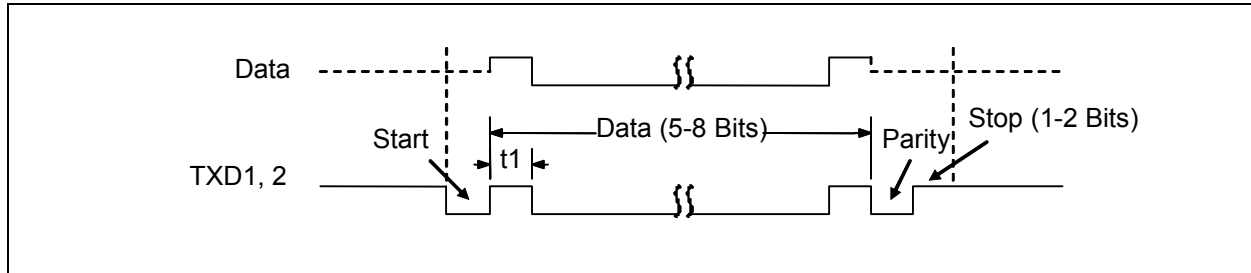 Data
Start
Data (5-8 Bits)
Parity
Stop (1-2 Bits)
t1
TXD1, 2